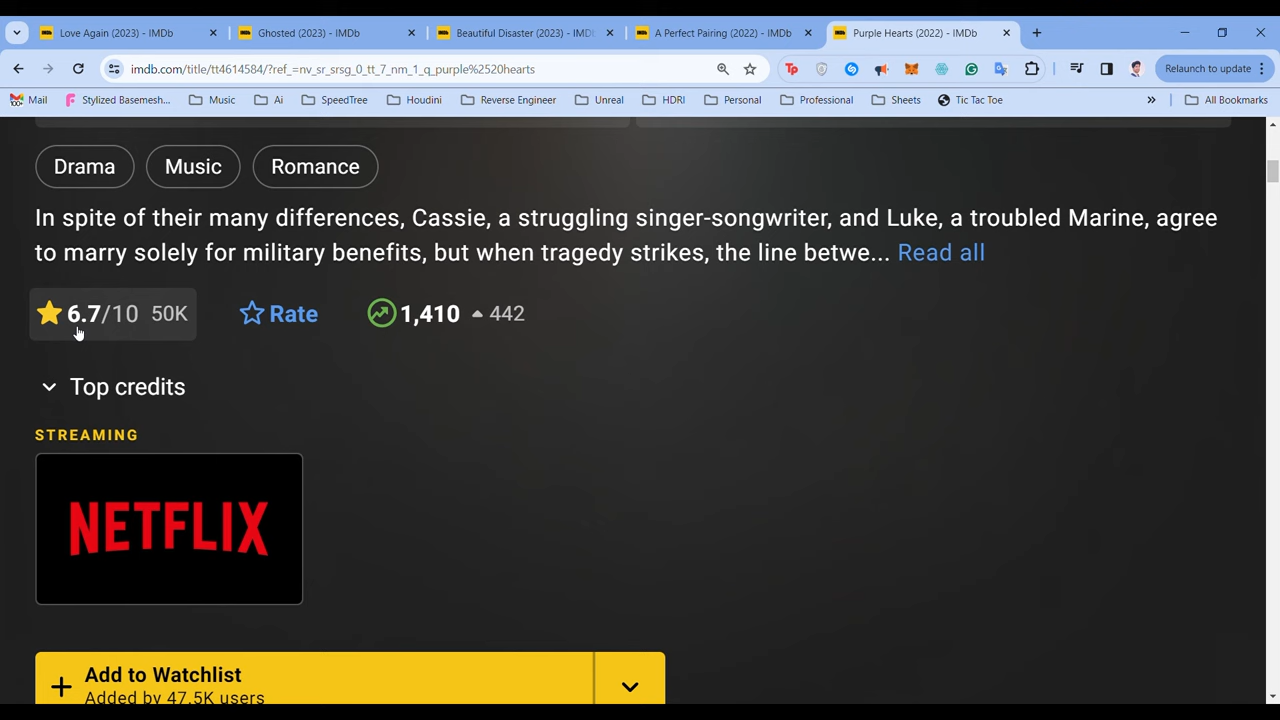 Love Again (2023) - IMDb
Ghosted (2023) - IMDb
Beautiful Disaster (2023) - IMDb
A Perfect Pairing (2022) - IMDb
Purple Hearts (2022) - IMDb
imdb.com/title/tt4614584/?ref_=nv_sr_srsg_0_tt_7_nm_1_q_purple%2520hearts
Relaunch to update
Mail
Stylized Basemesh...
Music
Ai
SpeedTree
Houdini
Reverse Engineer
Unreal
HDRI
Personal
Professional
Sheets
Tic Tac Toe
»
All Bookmarks
Drama
Music
Romance
In spite of their many differences, Cassie, a struggling singer-songwriter, and Luke, a troubled Marine, agree
to marry solely for military benefits, but when tragedy strikes, the line betwe... Read all
6.7/10 50K
Rate
1,410 442
Top credits
STREAMING
NETFLIX
+ Add to Watchlist
Added by 47.5K users